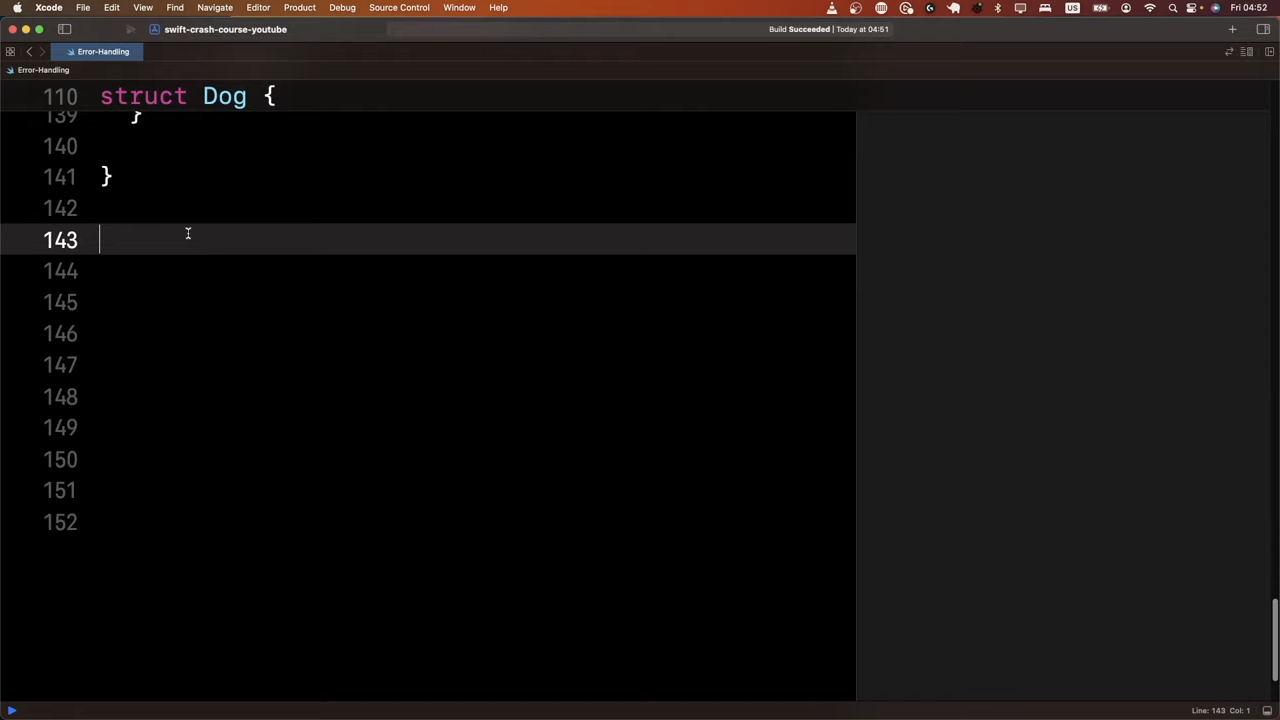 Xcode File Edit View Find Navigate Editor Product Debug Source Control Window Help US Fri 04:52
swift-crash-course-youtube Build Succeeded | Today at 04:51
Error-Handling
Error-Handling
110 struct Dog {
139 }
140
141 }
142
143
144
145
146
147
148
149
150
151
152
Line: 143 Col: 1